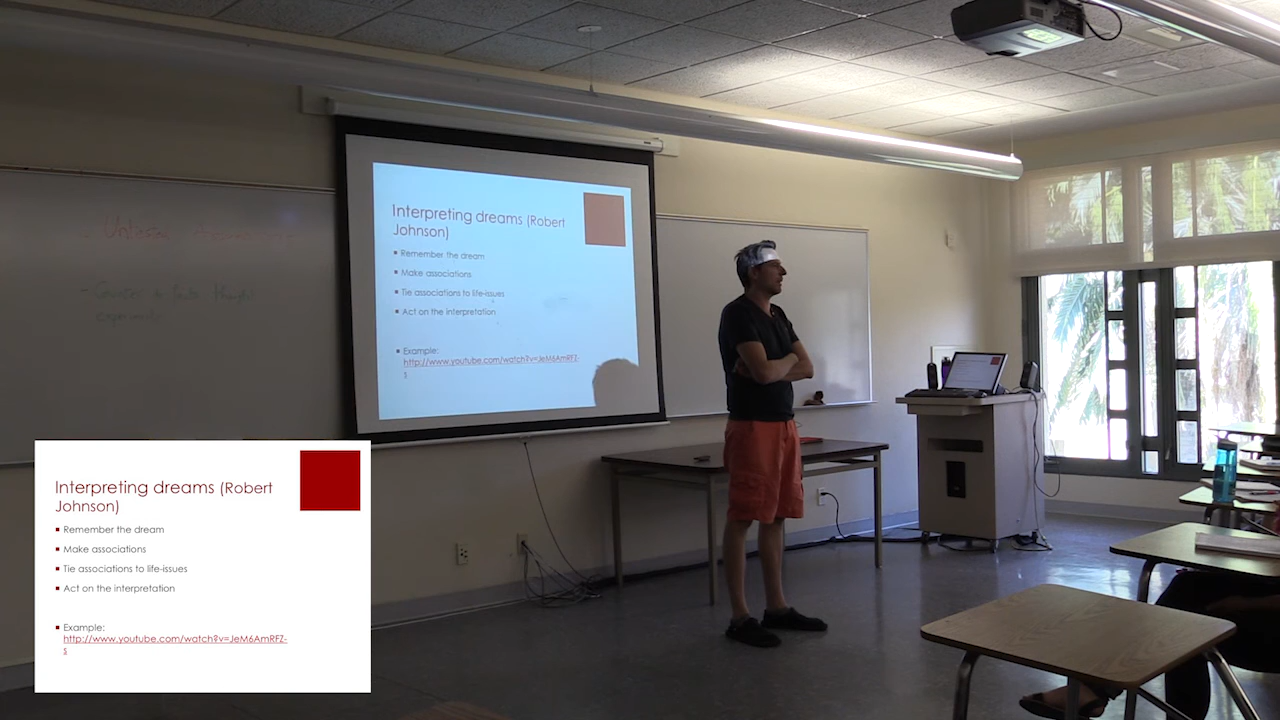 Interpreting dreams (Robert
Johnson)
Remember the dream
Make associations
Tie associations to life-issues
Act on the interpretation
Example:
http://www.youtube.com/watch?v=JeM6AmRFZ-
s
Interpreting dreams (Robert
Johnson)
Remember the dream
Make associations
Tie associations to life-issues
Act on the interpretation
Example:
http://www.youtube.com/watch?v=JeM6AmRFZ-
s